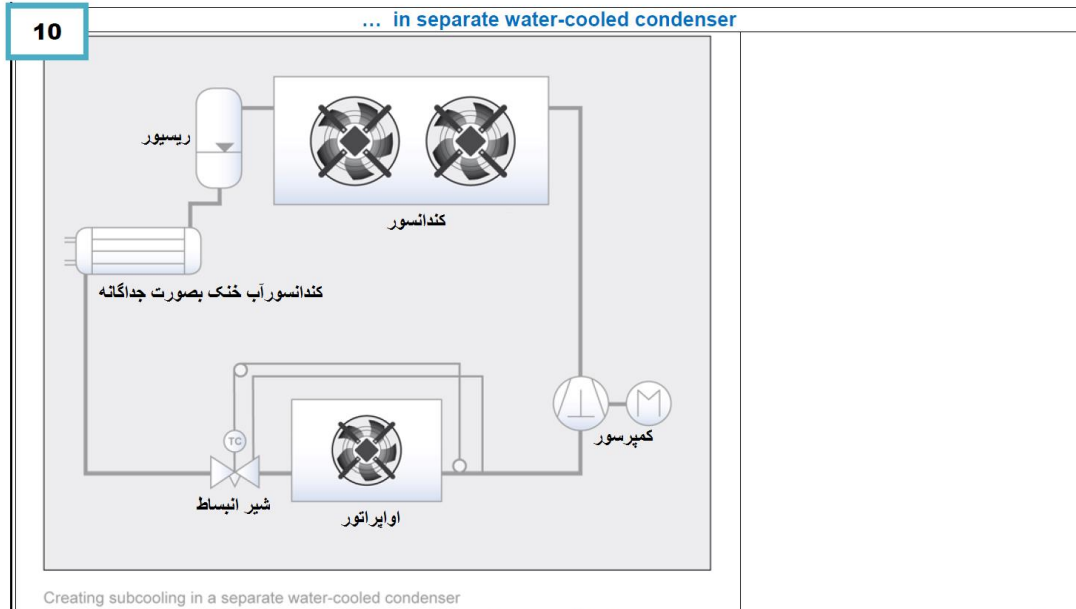 10
... in separate water-cooled condenser
ریسیور
کندانسور
کندانسورآب خنک بصورت جداگانه
TC
کمپرسور
شیر انبساط
اواپراتور
Creating subcooling in a separate water-cooled condenser